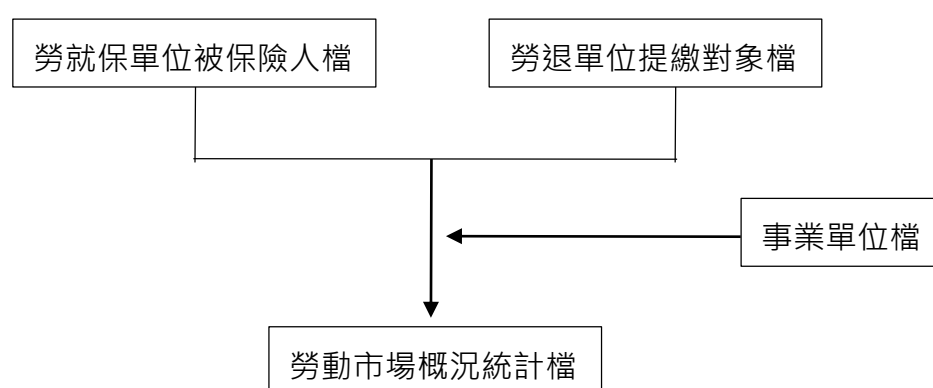 勞就保單位被保險人檔
勞退單位提繳對象檔
事業單位檔
勞動市場概況統計檔